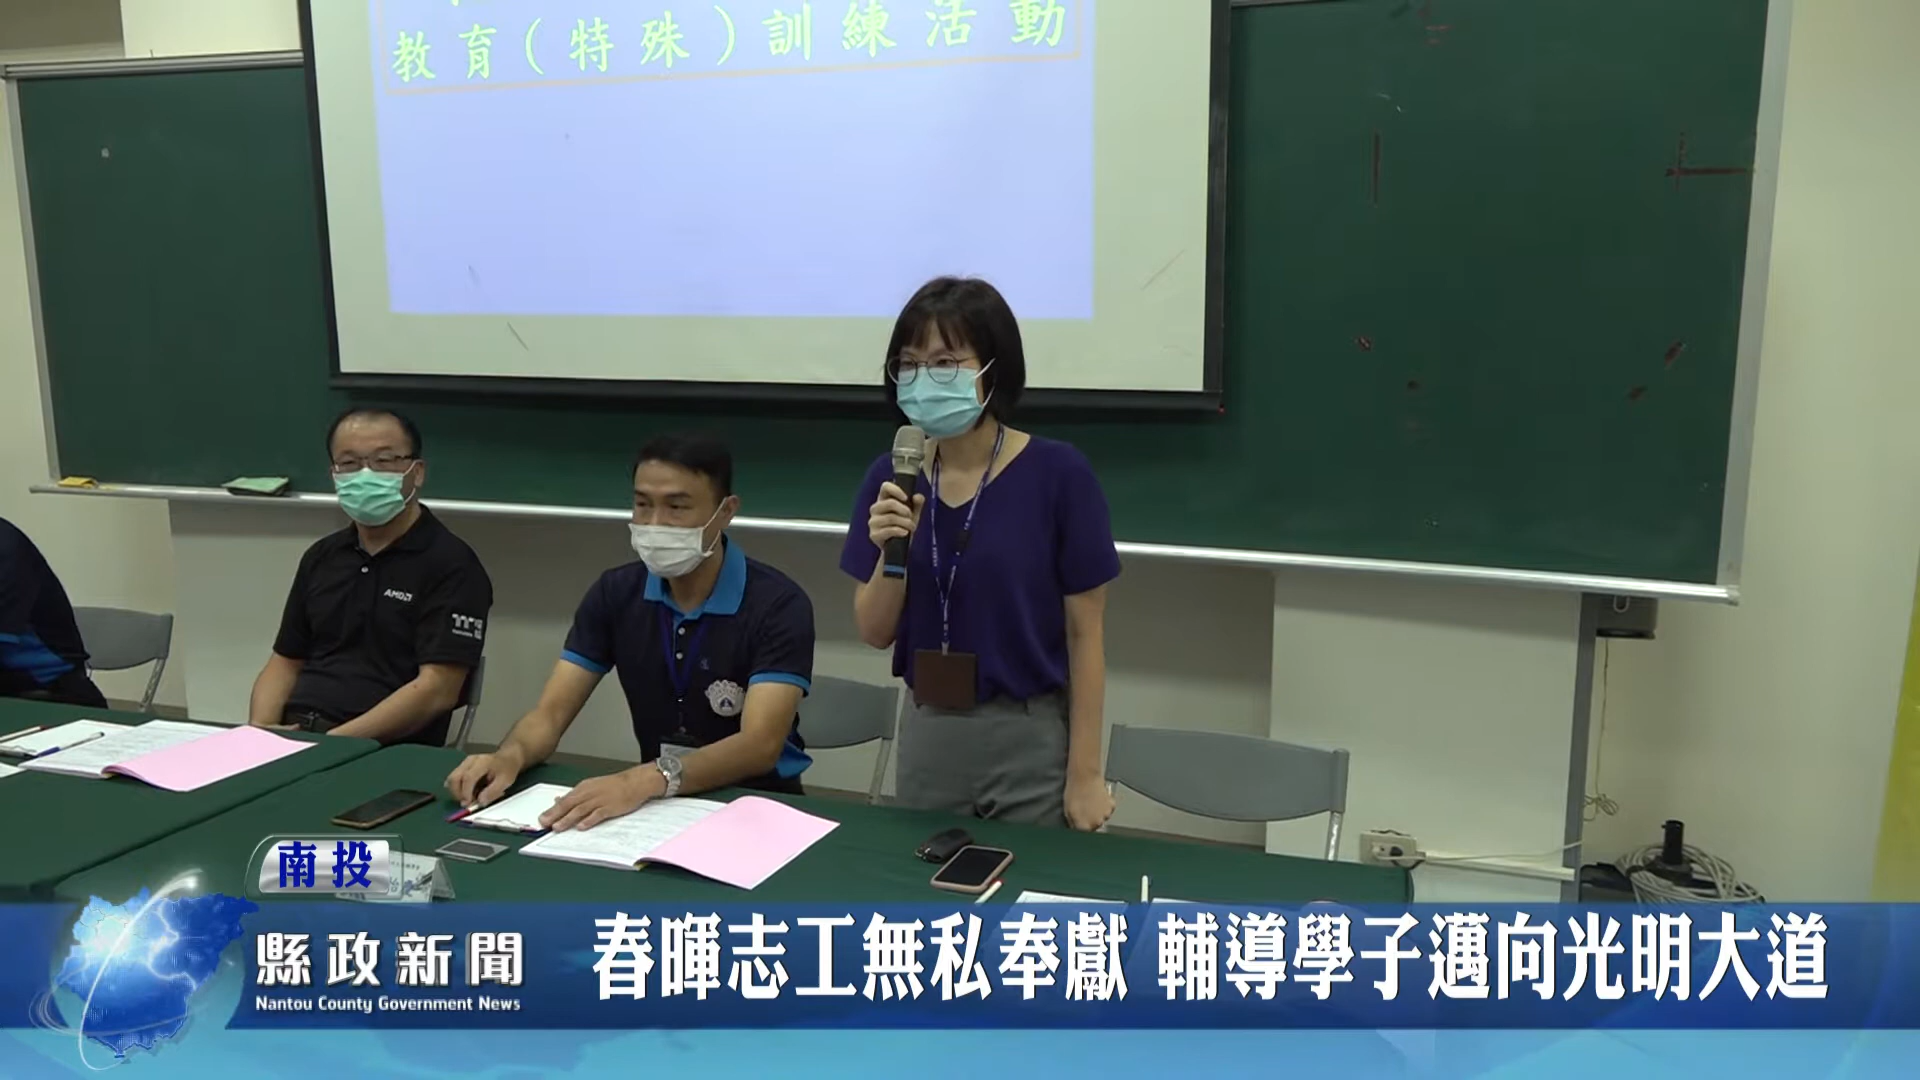 教育(特殊)訓練活動
AMD
南投
縣政新聞
Nantou County Government News
春暉志工無私奉獻 輔導學子邁向光明大道